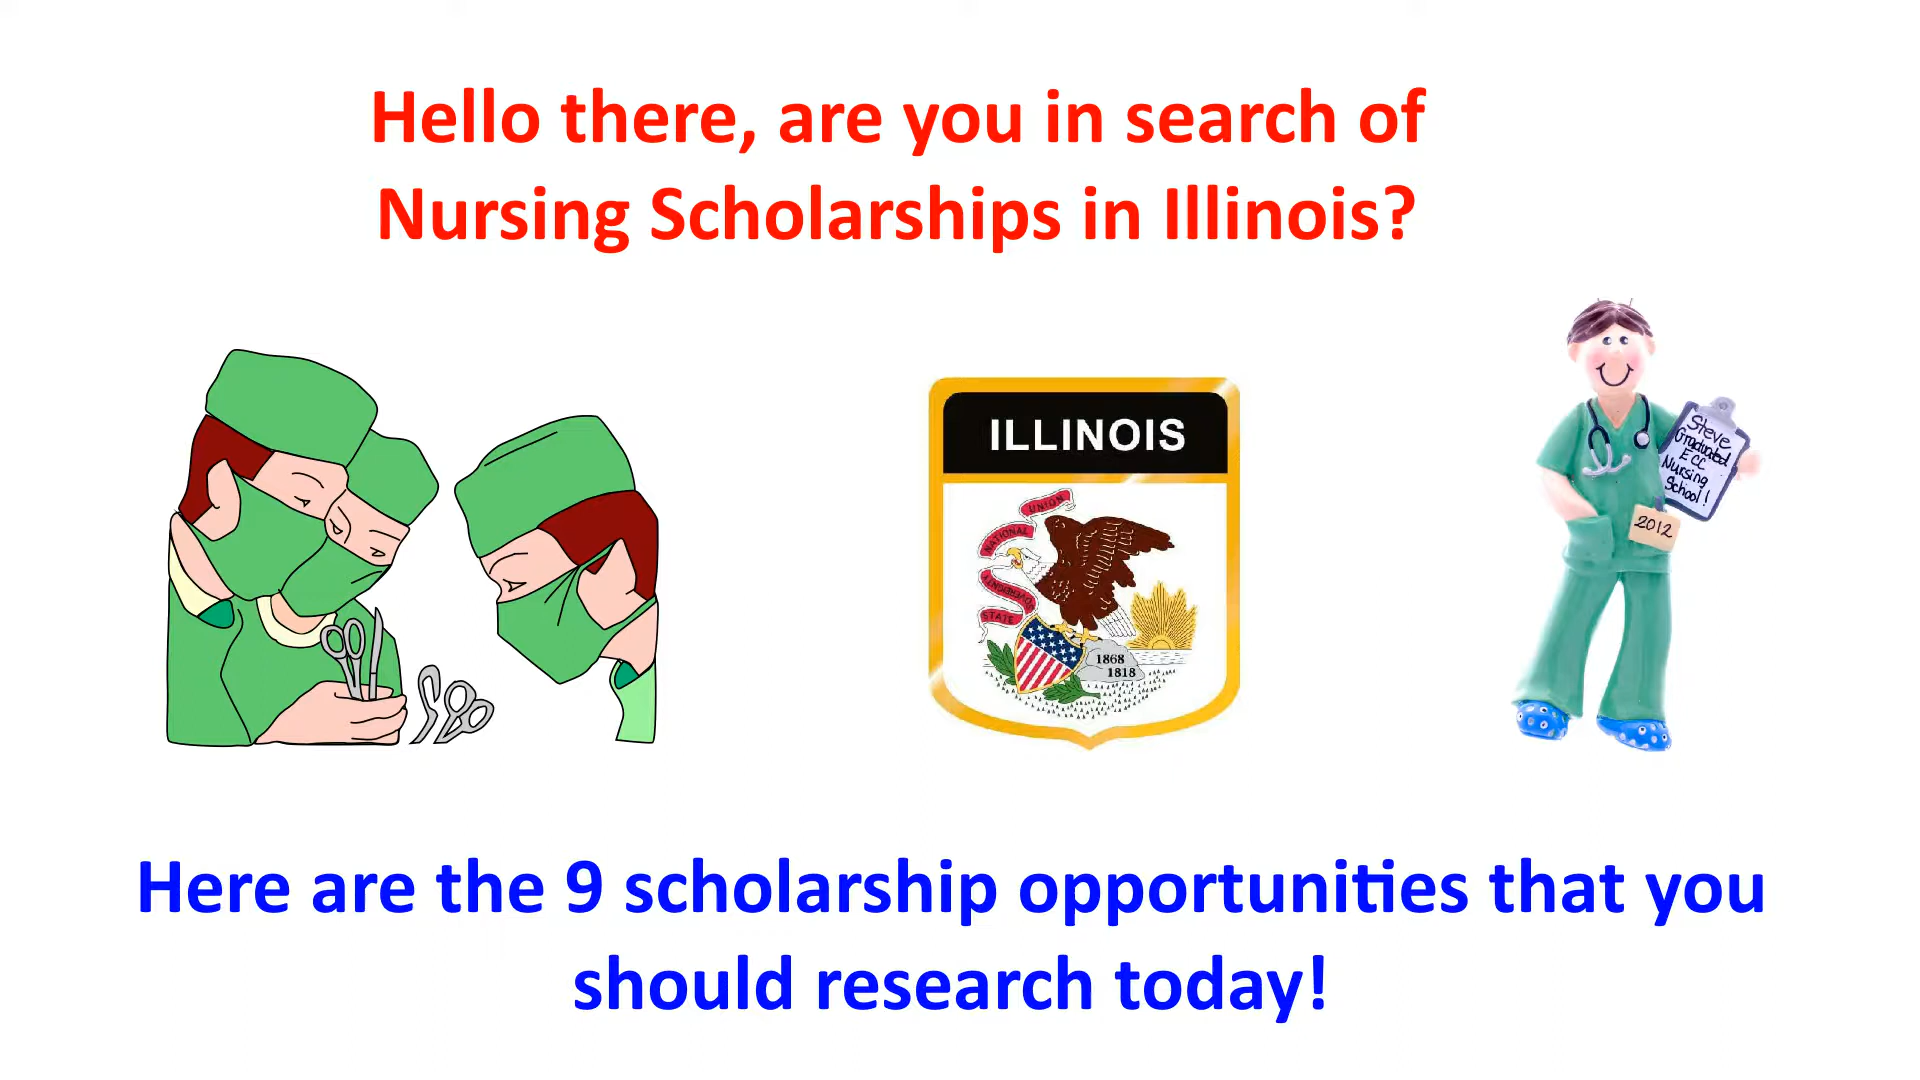 Hello there, are you in search of
Nursing Scholarships in Illinois?
ILLINOIS
UNION
NATIONAL
SOVEREIGNTY
STATE
1868
1818
Steve
Graduated
ECC
Nursing
School!
2012
Here are the 9 scholarship opportunities that you
should research today!